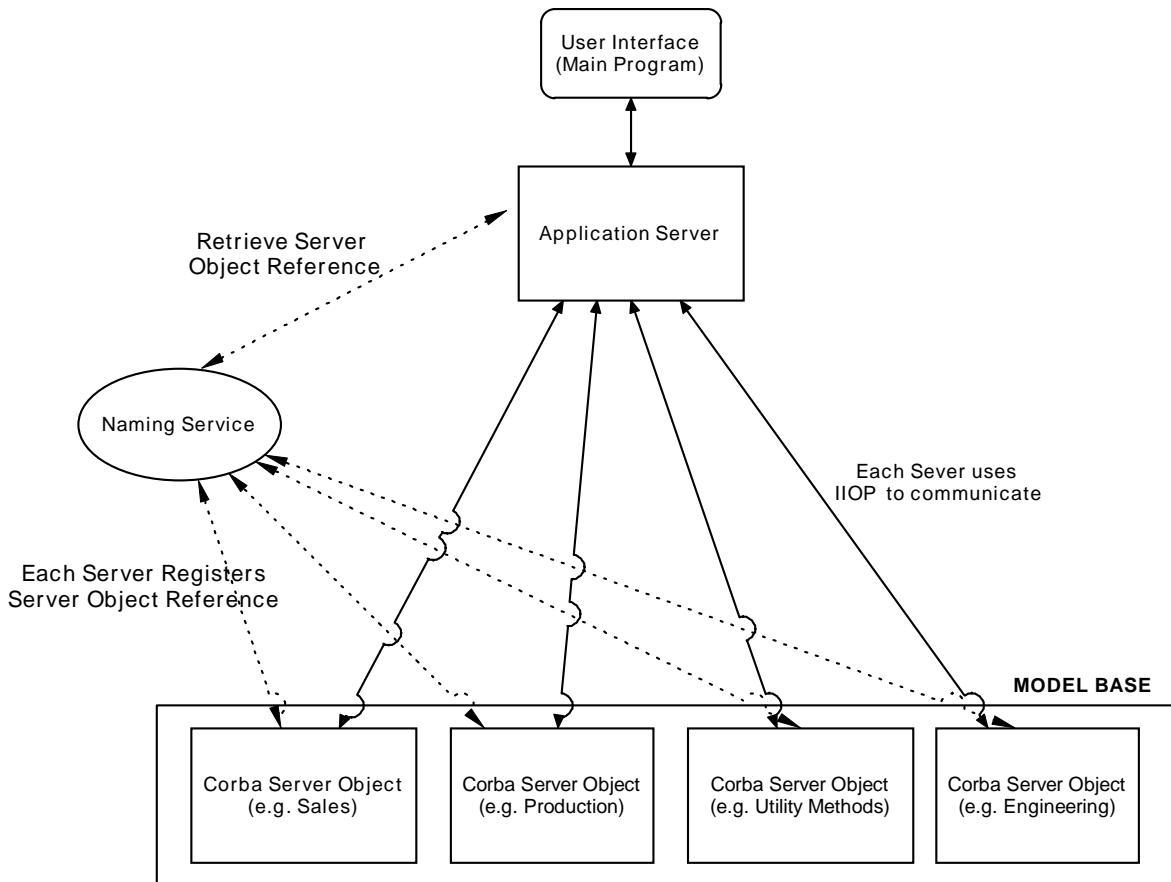 User Interface
(Main Program)
Application Server
Retrieve Server
Object Reference
Naming Service
Each Sever uses
IIOP to communicate
Each Server Registers
Server Object Reference
MODEL BASE
Corba Server Object
(e.g. Sales)
Corba Server Object
(e.g. Production)
Corba Server Object
(e.g. Utility Methods)
Corba Server Object
(e.g. Engineering)